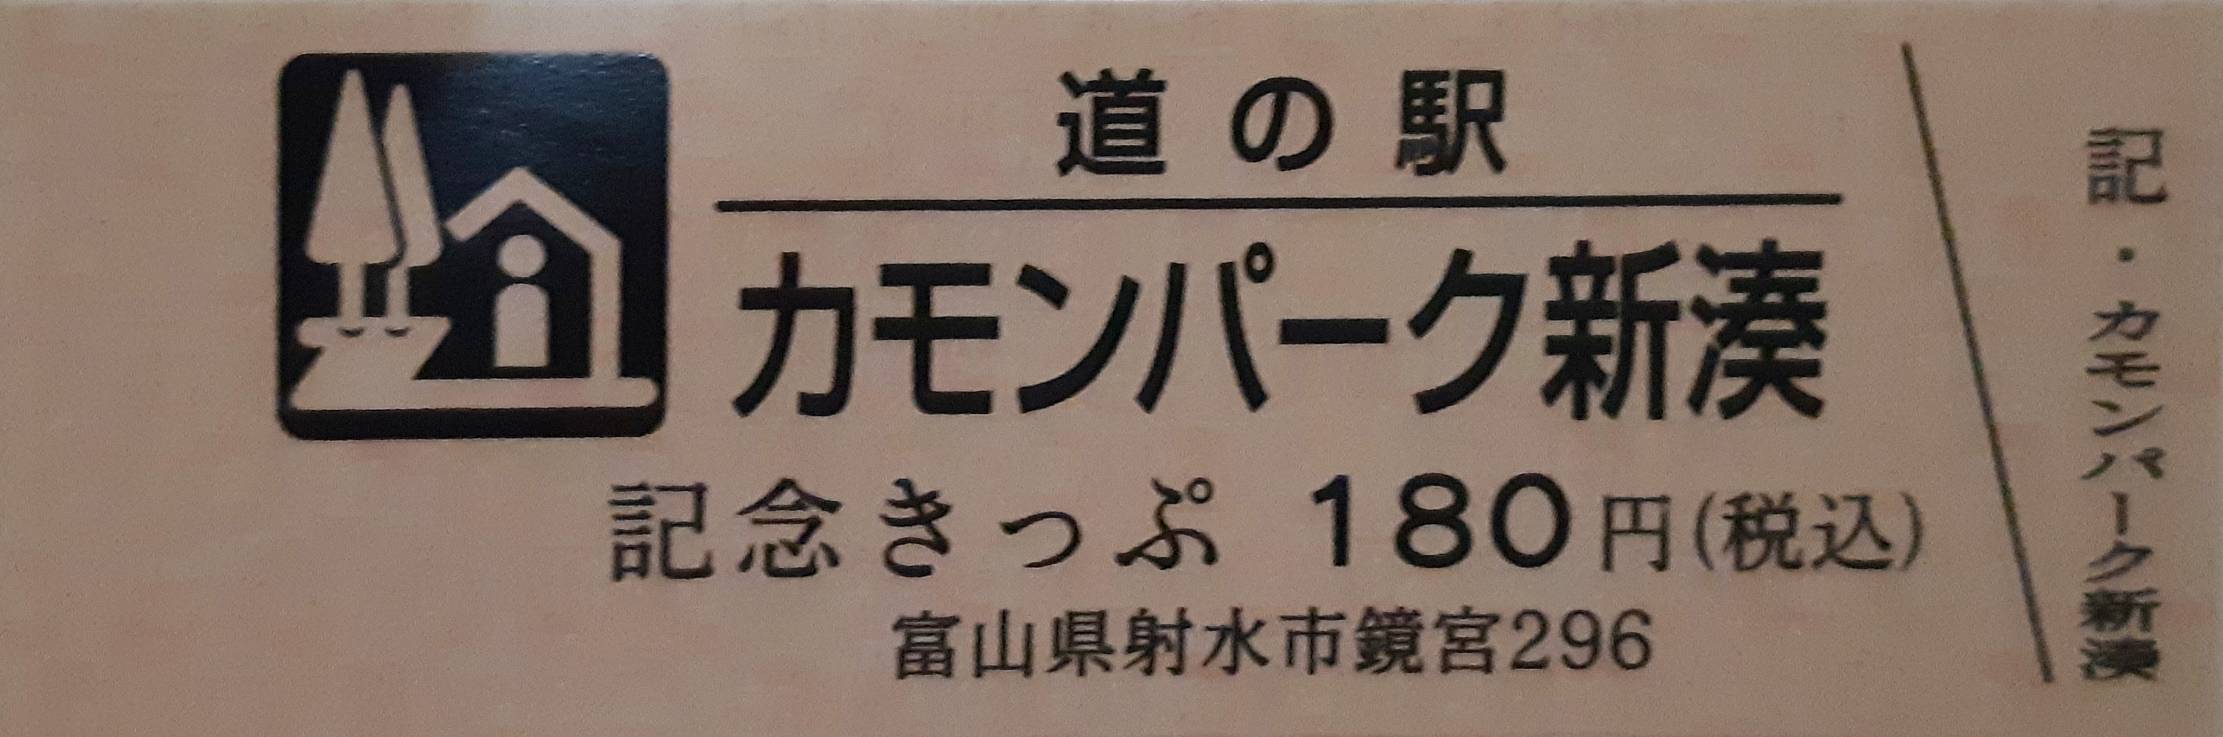 道の駅
カモンパーク新湊
記念きっぷ 180円(税込)
富山県射水市鏡宮296
記・カモンパーク新湊